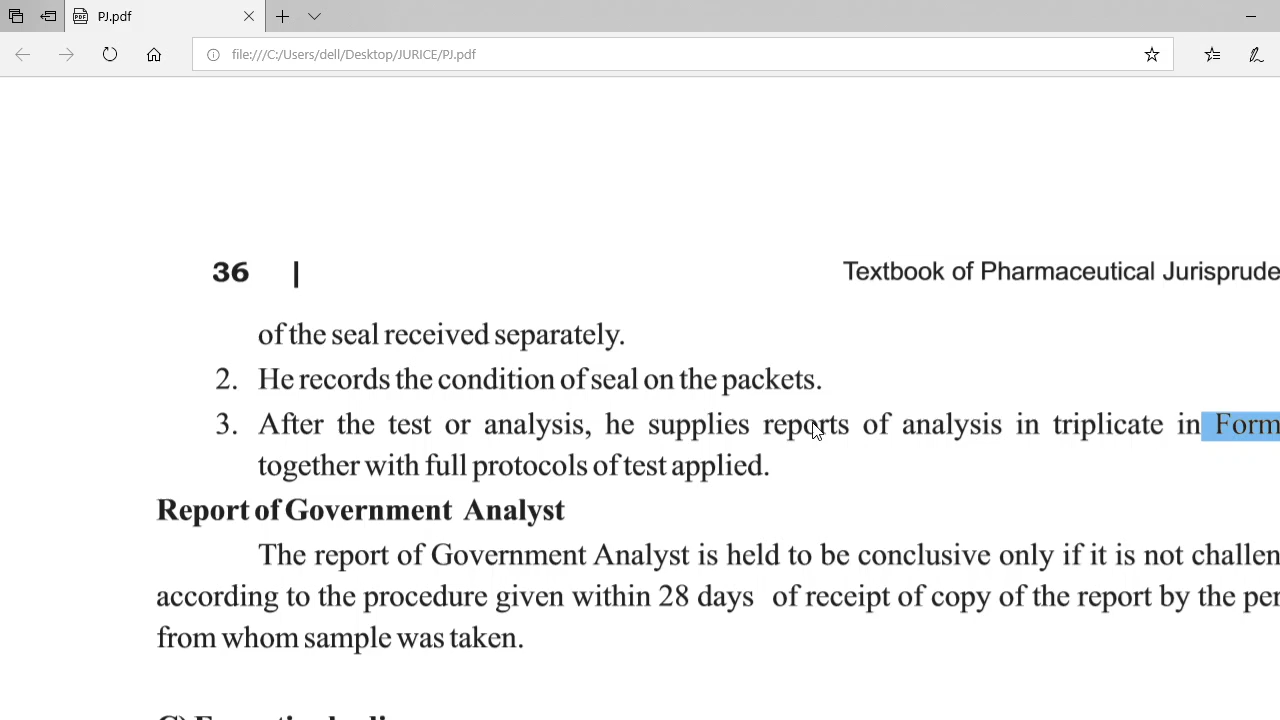 PJ.pdf
file:///C:/Users/dell/Desktop/JURICE/PJ.pdf
36 | Textbook of Pharmaceutical Jurisprude
of the seal received separately.
2. He records the condition of seal on the packets.
3. After the test or analysis, he supplies reports of analysis in triplicate in Form
together with full protocols of test applied.
Report of Government Analyst
The report of Government Analyst is held to be conclusive only if it is not challen
according to the procedure given within 28 days of receipt of copy of the report by the per
from whom sample was taken.